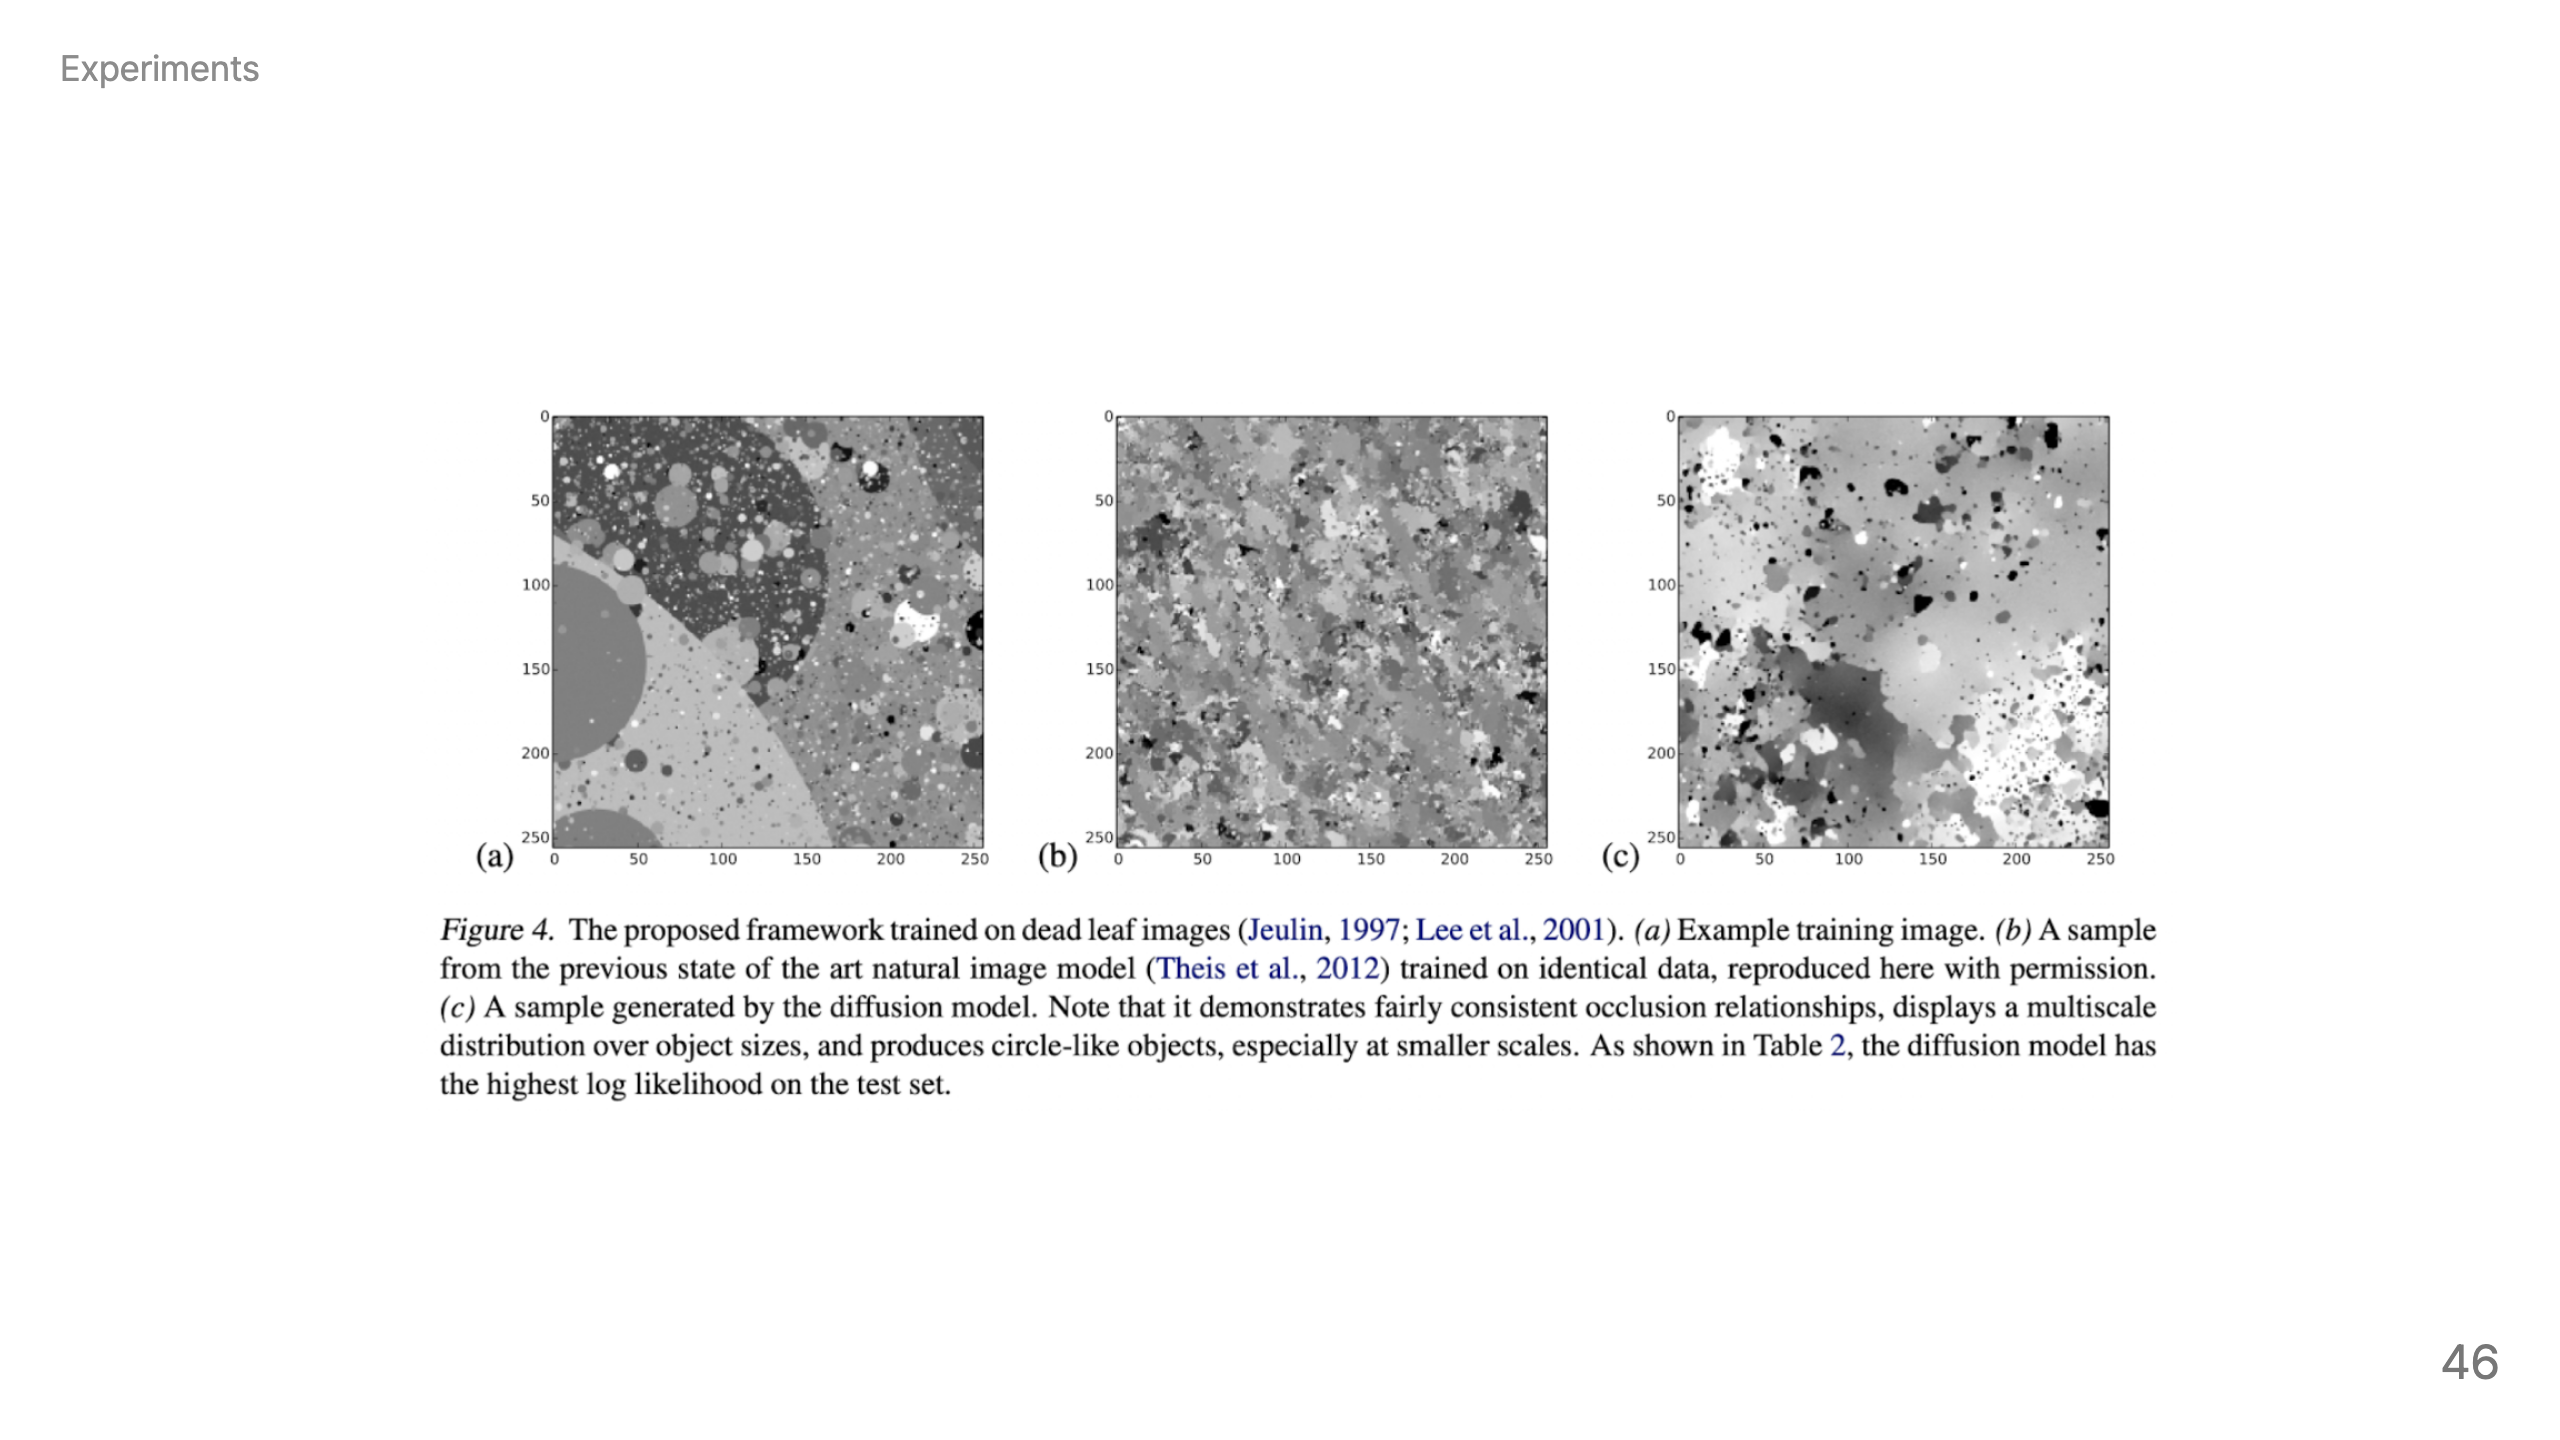 Experiments
0
50
100
150
200
250
(a)
0 50 100 150 200 250
0
50
100
150
200
250
(b)
0 50 100 150 200 250
0
50
100
150
200
250
(c)
0 50 100 150 200 250
Figure 4. The proposed framework trained on dead leaf images (Jeulin, 1997; Lee et al., 2001). (a) Example training image. (b) A sample
from the previous state of the art natural image model (Theis et al., 2012) trained on identical data, reproduced here with permission.
(c) A sample generated by the diffusion model. Note that it demonstrates fairly consistent occlusion relationships, displays a multiscale
distribution over object sizes, and produces circle-like objects, especially at smaller scales. As shown in Table 2, the diffusion model has
the highest log likelihood on the test set.
46